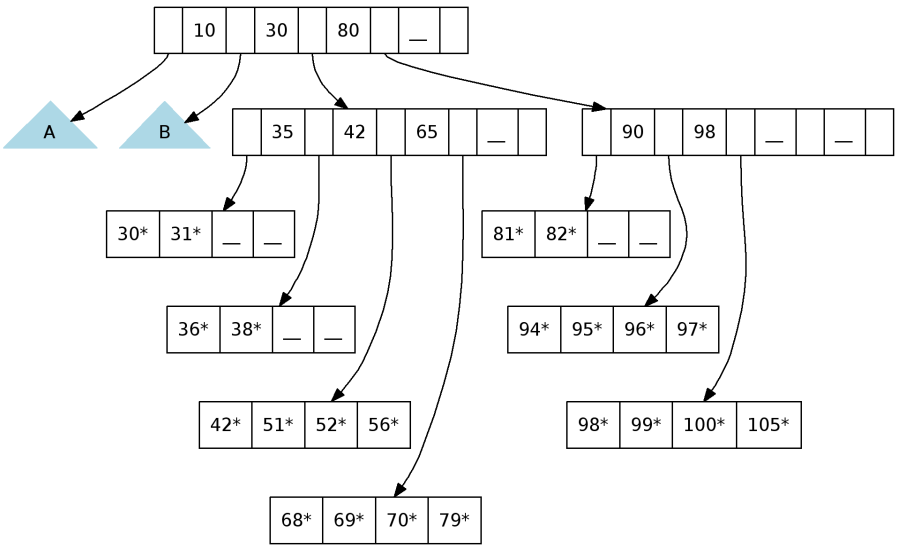 10 30 80 __
A B 35 42 65 __ 90 98 __ __
30* 31* __ __ 81* 82* __ __
36* 38* __ __ 94* 95* 96* 97*
42* 51* 52* 56* 98* 99* 100* 105*
68* 69* 70* 79*